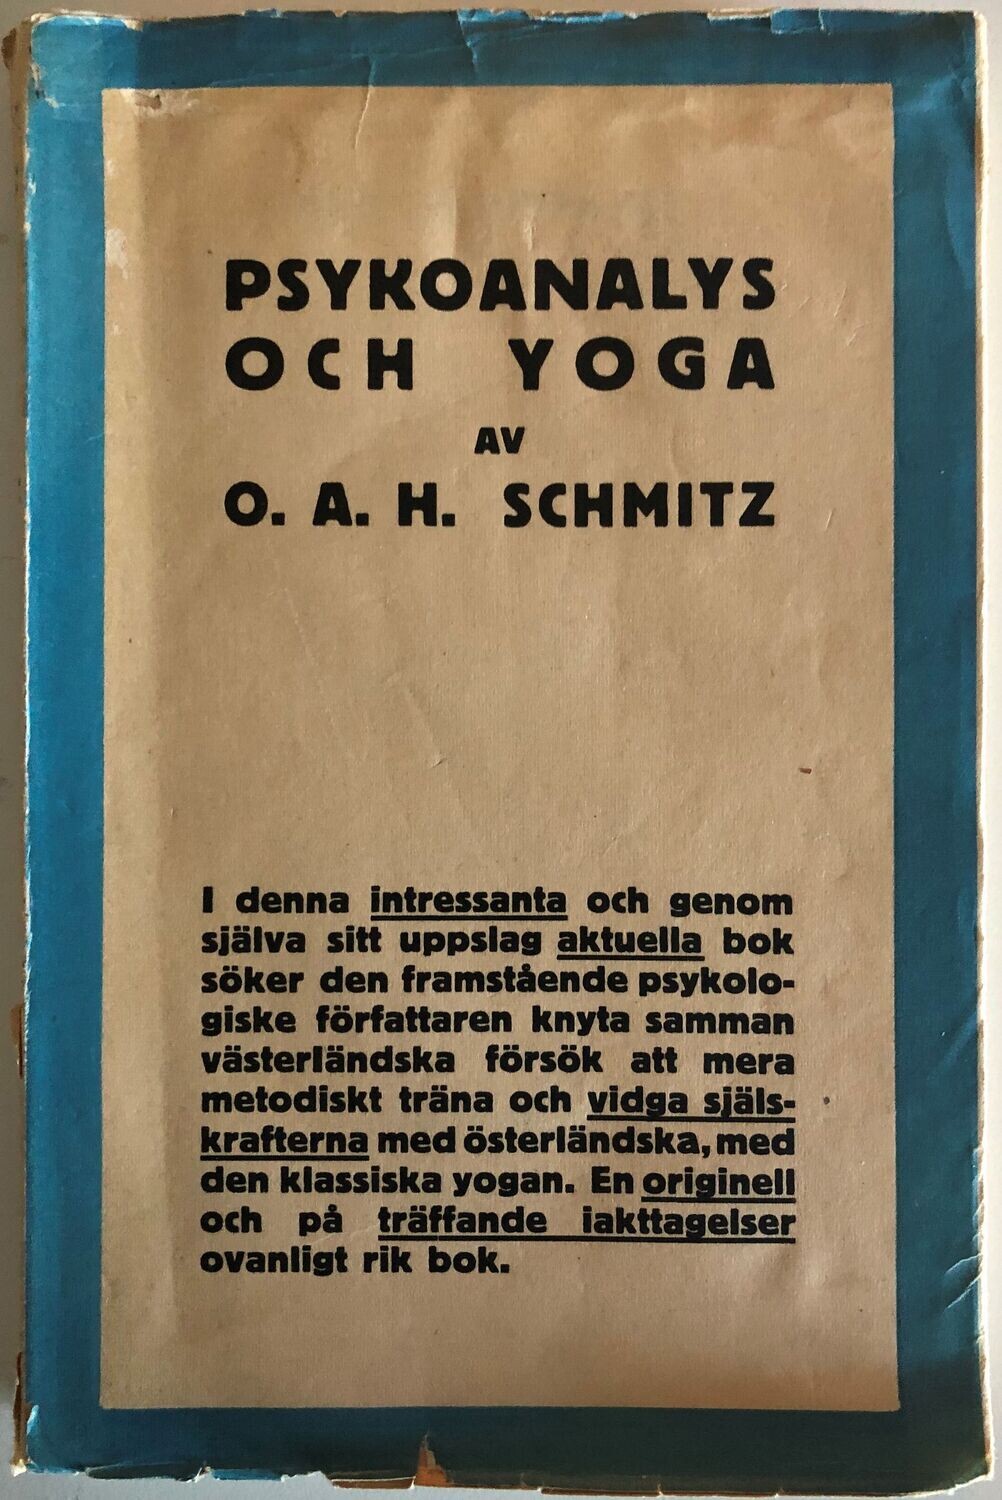 PSYKOANALYS
OCH YOGA
AV
O. A. H. SCHMITZ
I denna intressanta och genom
själva sitt uppslag aktuella bok
söker den framstående psykolo-
giske författaren knyta samman
västerländska försök att mera
metodiskt träna och vidga själs-
krafterna med österländska, med
den klassiska yogan. En originell
och på träffande iakttagelser
ovanligt rik bok.